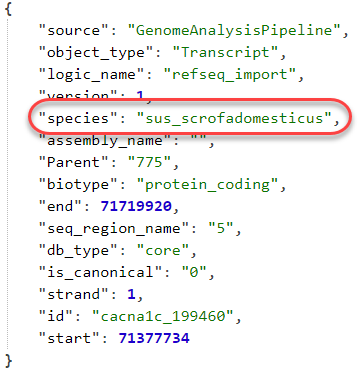 {
"source": "GenomeAnalysisPipeline",
"object_type": "Transcript",
"logic_name": "refseq_import",
"version": 1,
"species": "sus_scrofadomesticus",
"assembly_name": "",
"Parent": "775",
"biotype": "protein_coding",
"end": 71719920,
"seq_region_name": "5",
"db_type": "core",
"is_canonical": "0",
"strand": 1,
"id": "cacna1c_199460",
"start": 71377734
}